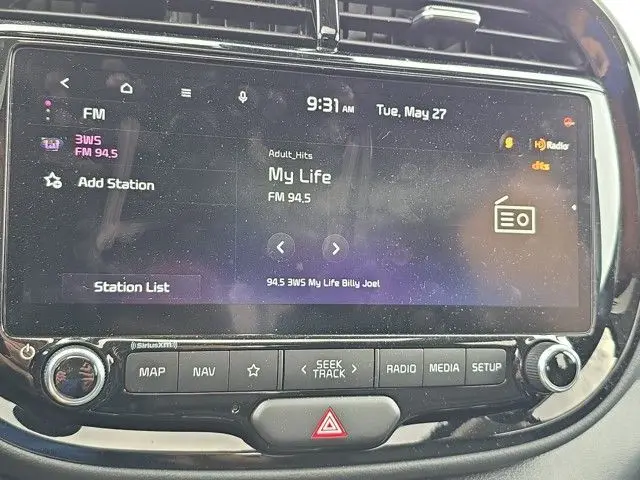 9:31 AM
Tue, May 27
FM
3WS
FM 94.5
Add Station
Adult_Hits
My Life
FM 94.5
HD Radio
dts
94.5 3WS My Life Billy Joel
Station List
((SiriusXM))
MAP
NAV
< SEEK >
TRACK
RADIO
MEDIA
SETUP